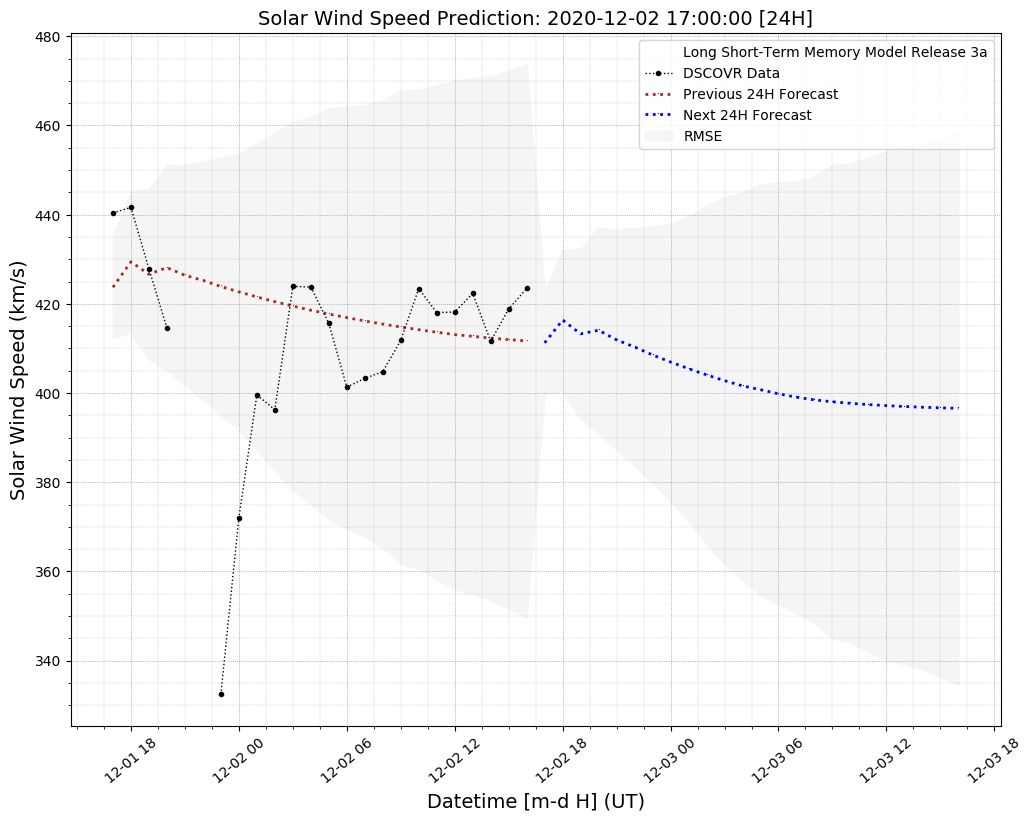 Solar Wind Speed Prediction: 2020-12-02 17:00:00 [24H]
Long Short-Term Memory Model Release 3a
DSCOVR Data
Previous 24H Forecast
Next 24H Forecast
RMSE
480
460
440
420
400
380
360
340
Solar Wind Speed (km/s)
12-01 18
12-02 00
12-02 06
12-02 12
12-02 18
12-03 00
12-03 06
12-03 12
12-03 18
Datetime [m-d H] (UT)